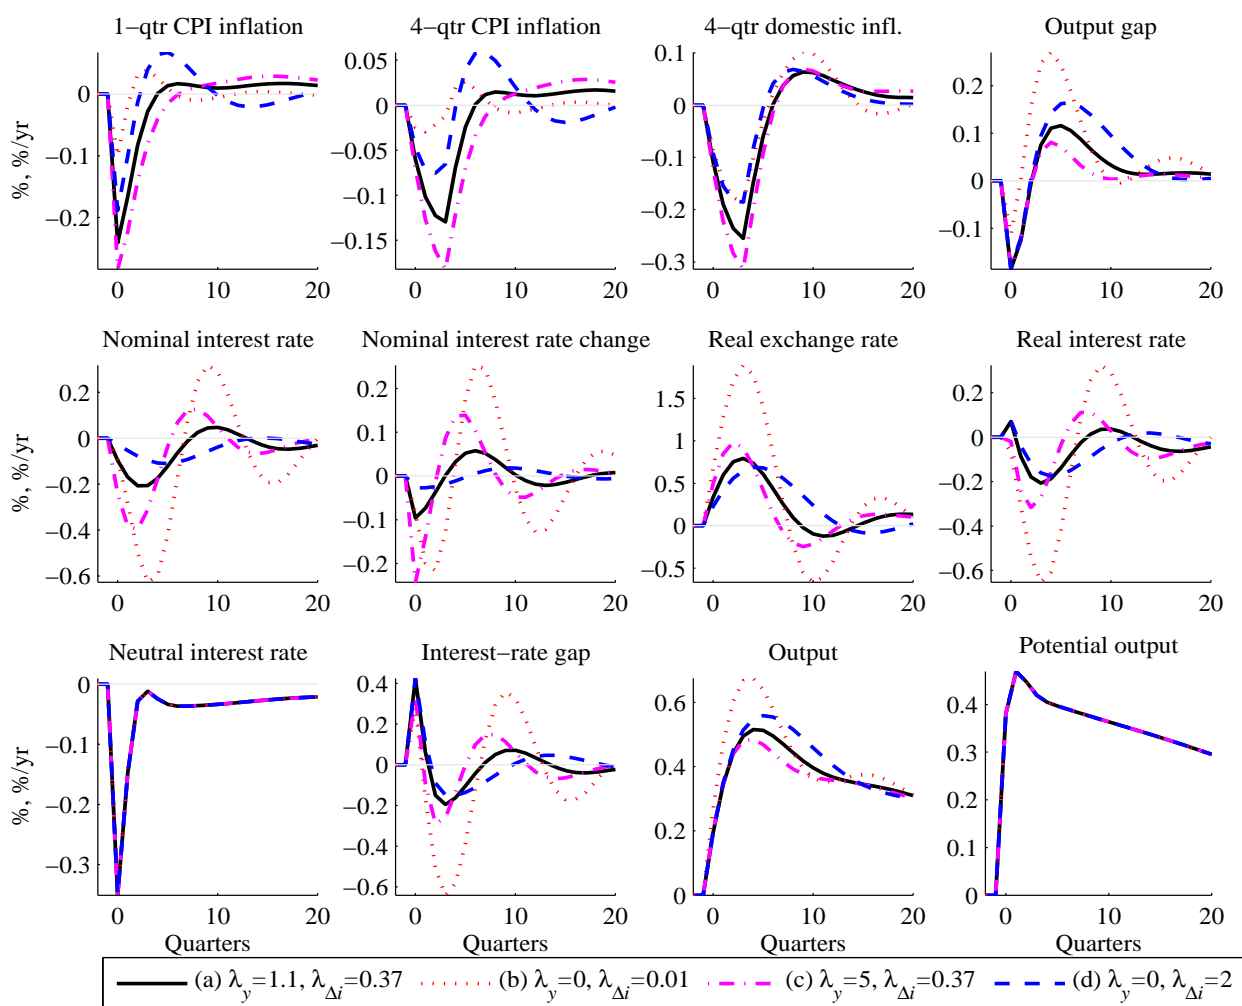 1−qtr CPI inflation 4−qtr CPI inflation 4−qtr domestic infl. Output gap
%, %/yr
0
−0.1
−0.2
0 10 20
0.05
0
−0.05
−0.1
−0.15
0 10 20
0.1
0
−0.1
−0.2
−0.3
0 10 20
0.2
0.1
0
−0.1
0 10 20
Nominal interest rate Nominal interest rate change Real exchange rate Real interest rate
%, %/yr
0.2
0
−0.2
−0.4
−0.6
0 10 20
0.2
0.1
0
−0.1
−0.2
0 10 20
1.5
1
0.5
0
−0.5
0 10 20
0.2
0
−0.2
−0.4
−0.6
0 10 20
Neutral interest rate Interest−rate gap Output Potential output
%, %/yr
0
−0.1
−0.2
−0.3
0 10 20
Quarters
0.4
0.2
0
−0.2
−0.4
−0.6
0 10 20
Quarters
0.6
0.4
0.2
0
0 10 20
Quarters
0.4
0.3
0.2
0.1
0
0 10 20
Quarters
(a) λy=1.1, λΔi=0.37 (b) λy=0, λΔi=0.01 (c) λy=5, λΔi=0.37 (d) λy=0, λΔi=2